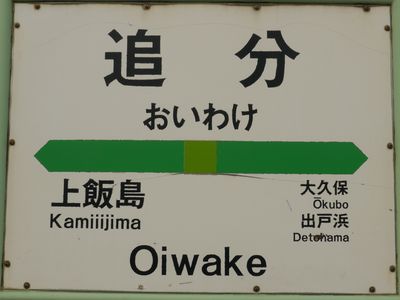 追分
おいわけ
上飯島
Kamiiijima
大久保
Ōkubo
出戸浜
Detohama
Oiwake